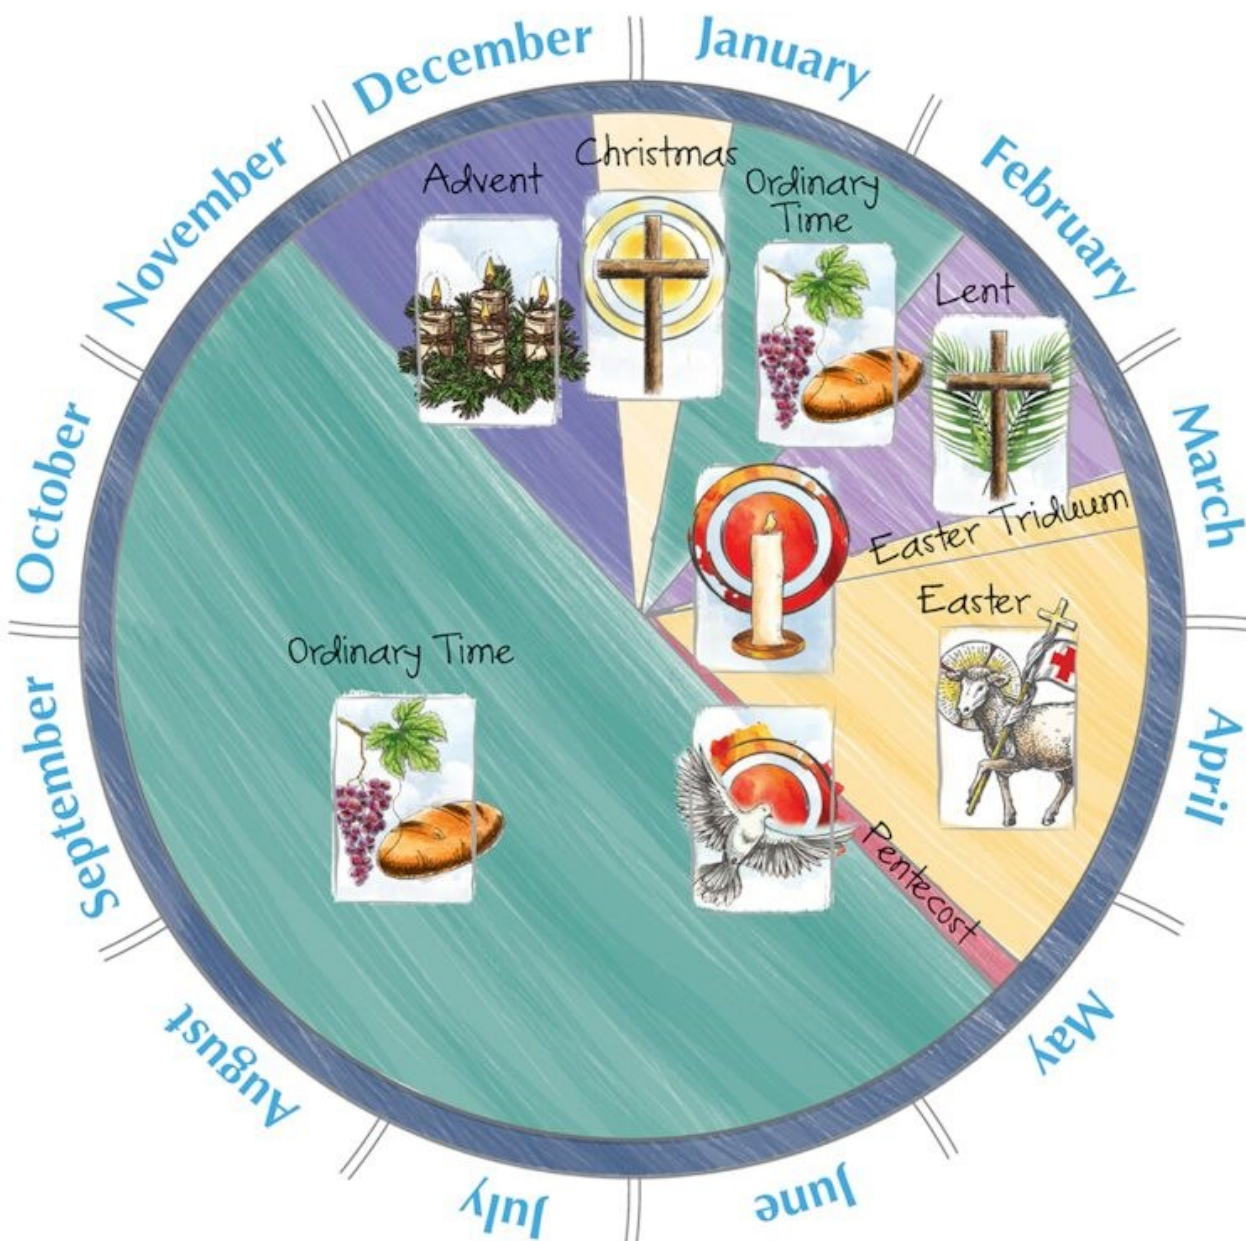 January
February
March
April
May
June
July
August
September
October
November
December
Advent
Christmas
Ordinary
Time
Lent
Easter Triduum
Easter
Pentecost
Ordinary Time